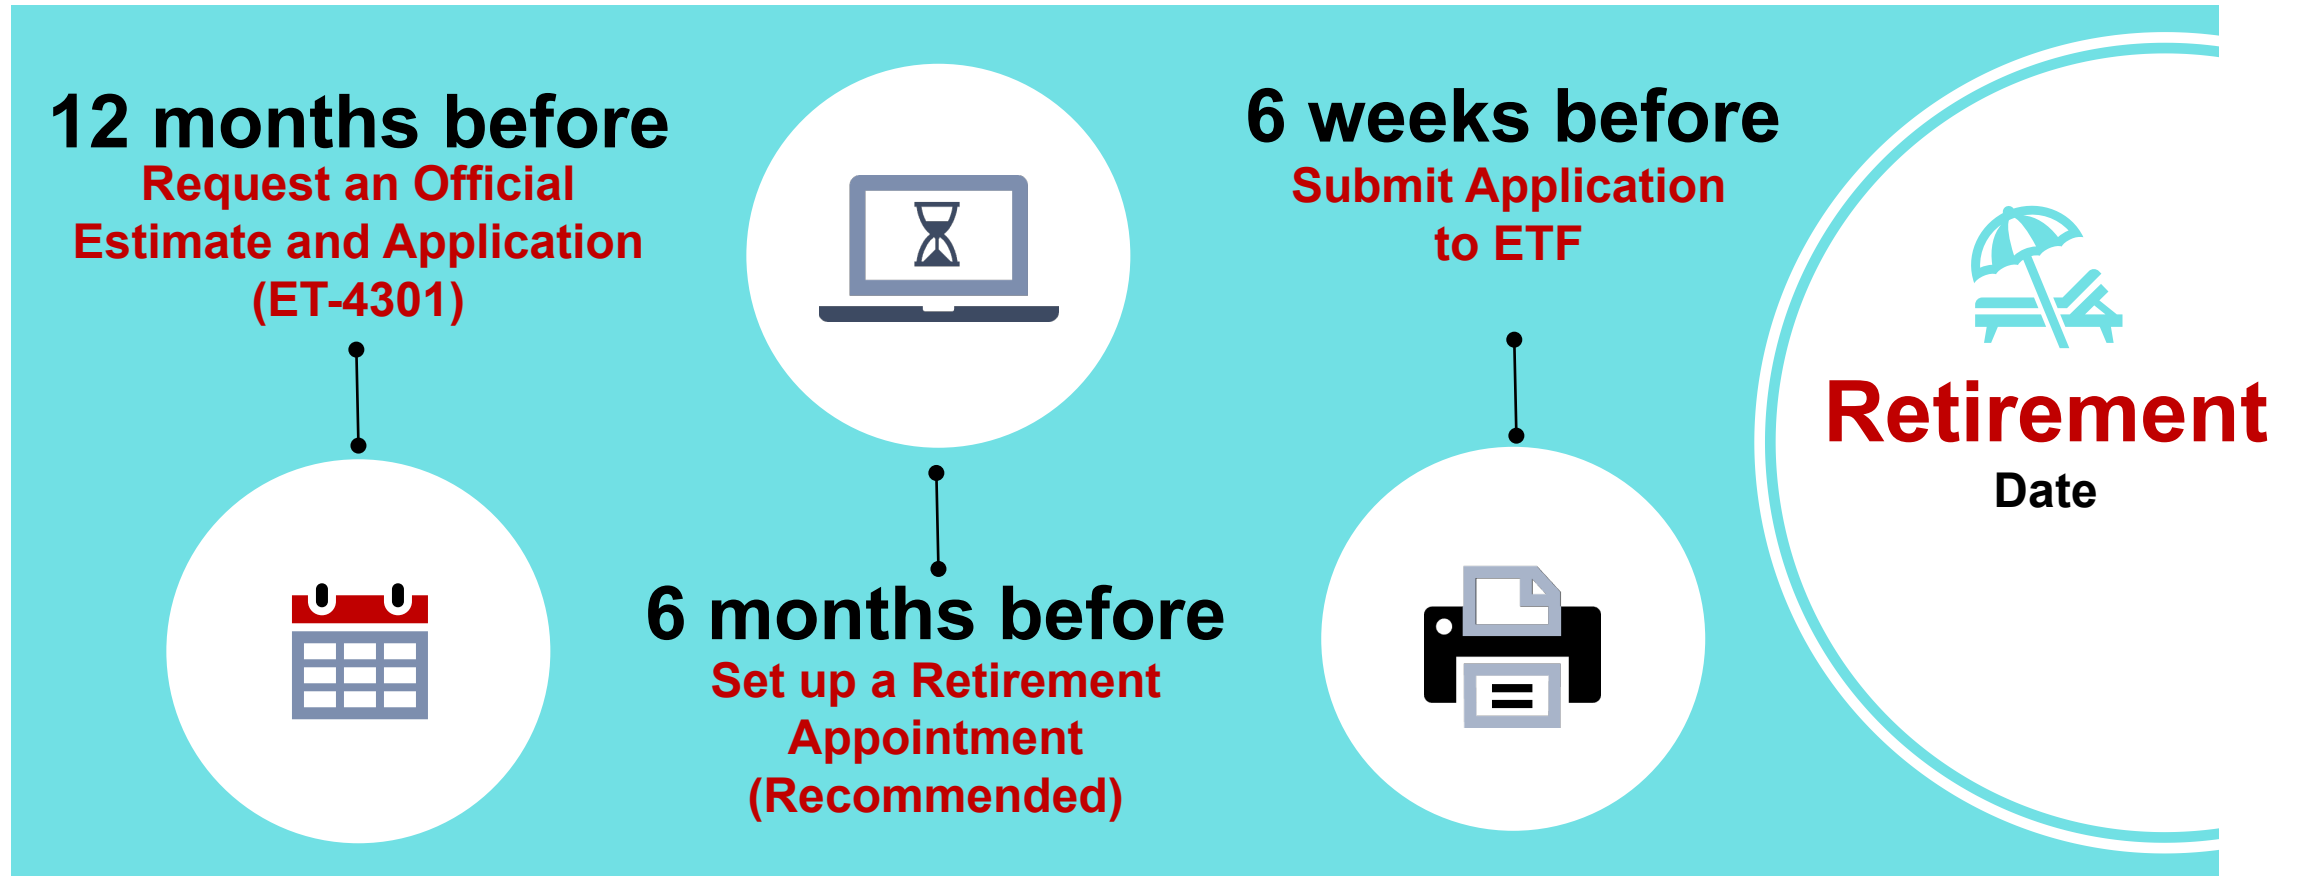 12 months before
Request an Official
Estimate and Application
(ET-4301)
6 months before
Set up a Retirement
Appointment
(Recommended)
6 weeks before
Submit Application
to ETF
Retirement
Date